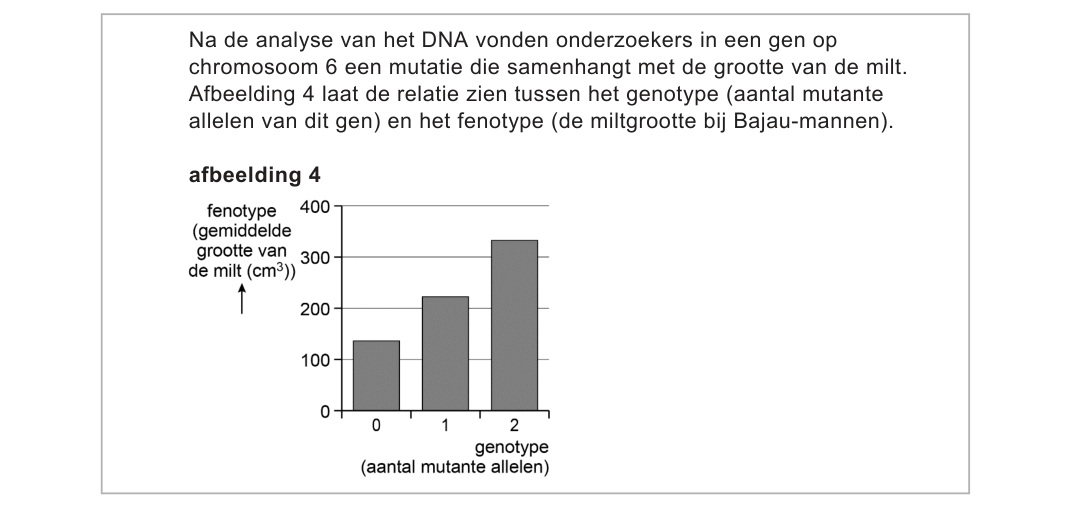 Na de analyse van het DNA vonden onderzoekers in een gen op
chromosoom 6 een mutatie die samenhangt met de grootte van de milt.
Afbeelding 4 laat de relatie zien tussen het genotype (aantal mutante
allelen van dit gen) en het fenotype (de miltgrootte bij Bajau-mannen).
afbeelding 4
fenotype
(gemiddelde
grootte van
de milt (cm³))
400
300
200
100
0
0 1 2
genotype
(aantal mutante allelen)